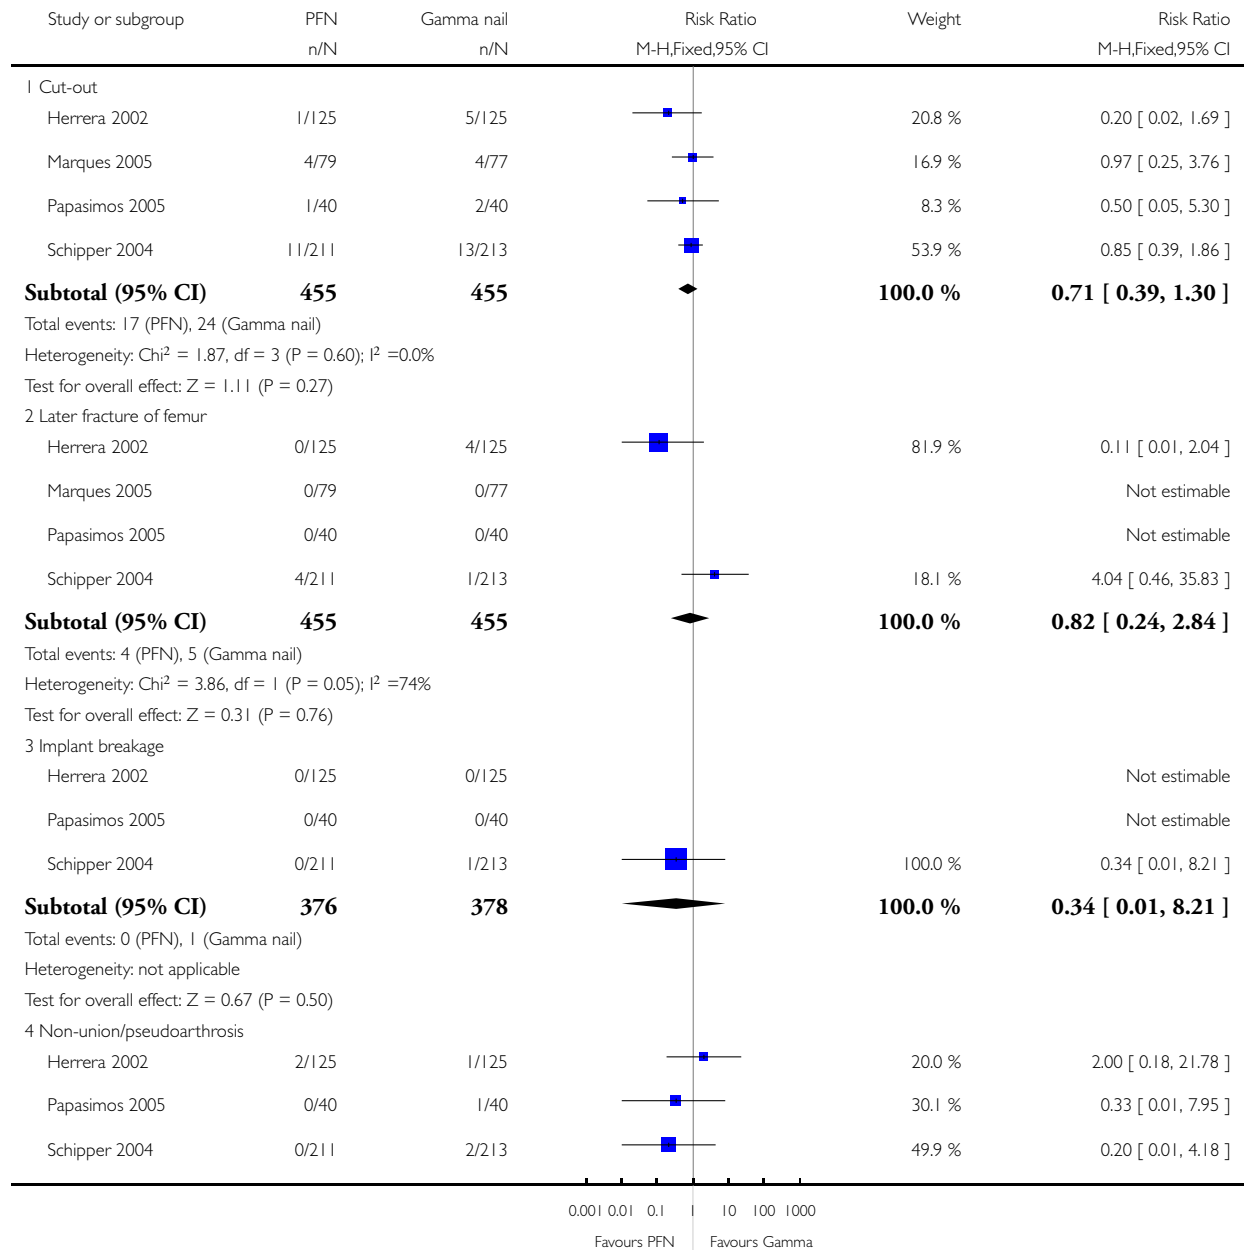 Study or subgroup PFN Gamma nail Risk Ratio Weight Risk Ratio
n/N n/N M-H,Fixed,95% CI M-H,Fixed,95% CI
1 Cut-out
Herrera 2002 1/125 5/125 20.8 % 0.20 [ 0.02, 1.69 ]
Marques 2005 4/79 4/77 16.9 % 0.97 [ 0.25, 3.76 ]
Papasimos 2005 1/40 2/40 8.3 % 0.50 [ 0.05, 5.30 ]
Schipper 2004 11/211 13/213 53.9 % 0.85 [ 0.39, 1.86 ]
Subtotal (95% CI) 455 455 100.0 % 0.71 [ 0.39, 1.30 ]
Total events: 17 (PFN), 24 (Gamma nail)
Heterogeneity: Chi² = 1.87, df = 3 (P = 0.60); I² =0.0%
Test for overall effect: Z = 1.11 (P = 0.27)
2 Later fracture of femur
Herrera 2002 0/125 4/125 81.9 % 0.11 [ 0.01, 2.04 ]
Marques 2005 0/79 0/77 Not estimable
Papasimos 2005 0/40 0/40 Not estimable
Schipper 2004 4/211 1/213 18.1 % 4.04 [ 0.46, 35.83 ]
Subtotal (95% CI) 455 455 100.0 % 0.82 [ 0.24, 2.84 ]
Total events: 4 (PFN), 5 (Gamma nail)
Heterogeneity: Chi² = 3.86, df = 1 (P = 0.05); I² =74%
Test for overall effect: Z = 0.31 (P = 0.76)
3 Implant breakage
Herrera 2002 0/125 0/125 Not estimable
Papasimos 2005 0/40 0/40 Not estimable
Schipper 2004 0/211 1/213 100.0 % 0.34 [ 0.01, 8.21 ]
Subtotal (95% CI) 376 378 100.0 % 0.34 [ 0.01, 8.21 ]
Total events: 0 (PFN), 1 (Gamma nail)
Heterogeneity: not applicable
Test for overall effect: Z = 0.67 (P = 0.50)
4 Non-union/pseudoarthrosis
Herrera 2002 2/125 1/125 20.0 % 2.00 [ 0.18, 21.78 ]
Papasimos 2005 0/40 1/40 30.1 % 0.33 [ 0.01, 7.95 ]
Schipper 2004 0/211 2/213 49.9 % 0.20 [ 0.01, 4.18 ]
0.001 0.01 0.1 1 10 100 1000
Favours PFN Favours Gamma